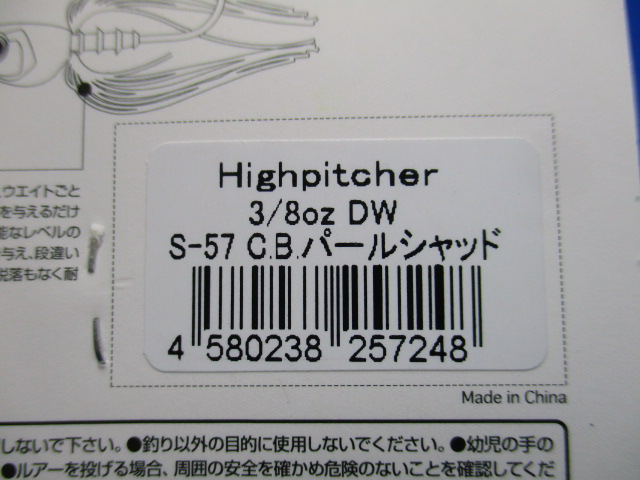 ウエイトごと
を与えるだけ
能なレベルの
与え、段違い
脱落もなく耐
Highpitcher
3/8oz DW
S-57 C.B.パールシャッド
4 580238 257248
Made in China
しないで下さい。●釣り以外の目的に使用しないでください。●幼児の手の
●ルアーを投げる場合、周囲の安全を確かめ危険のないことを確認してくだ